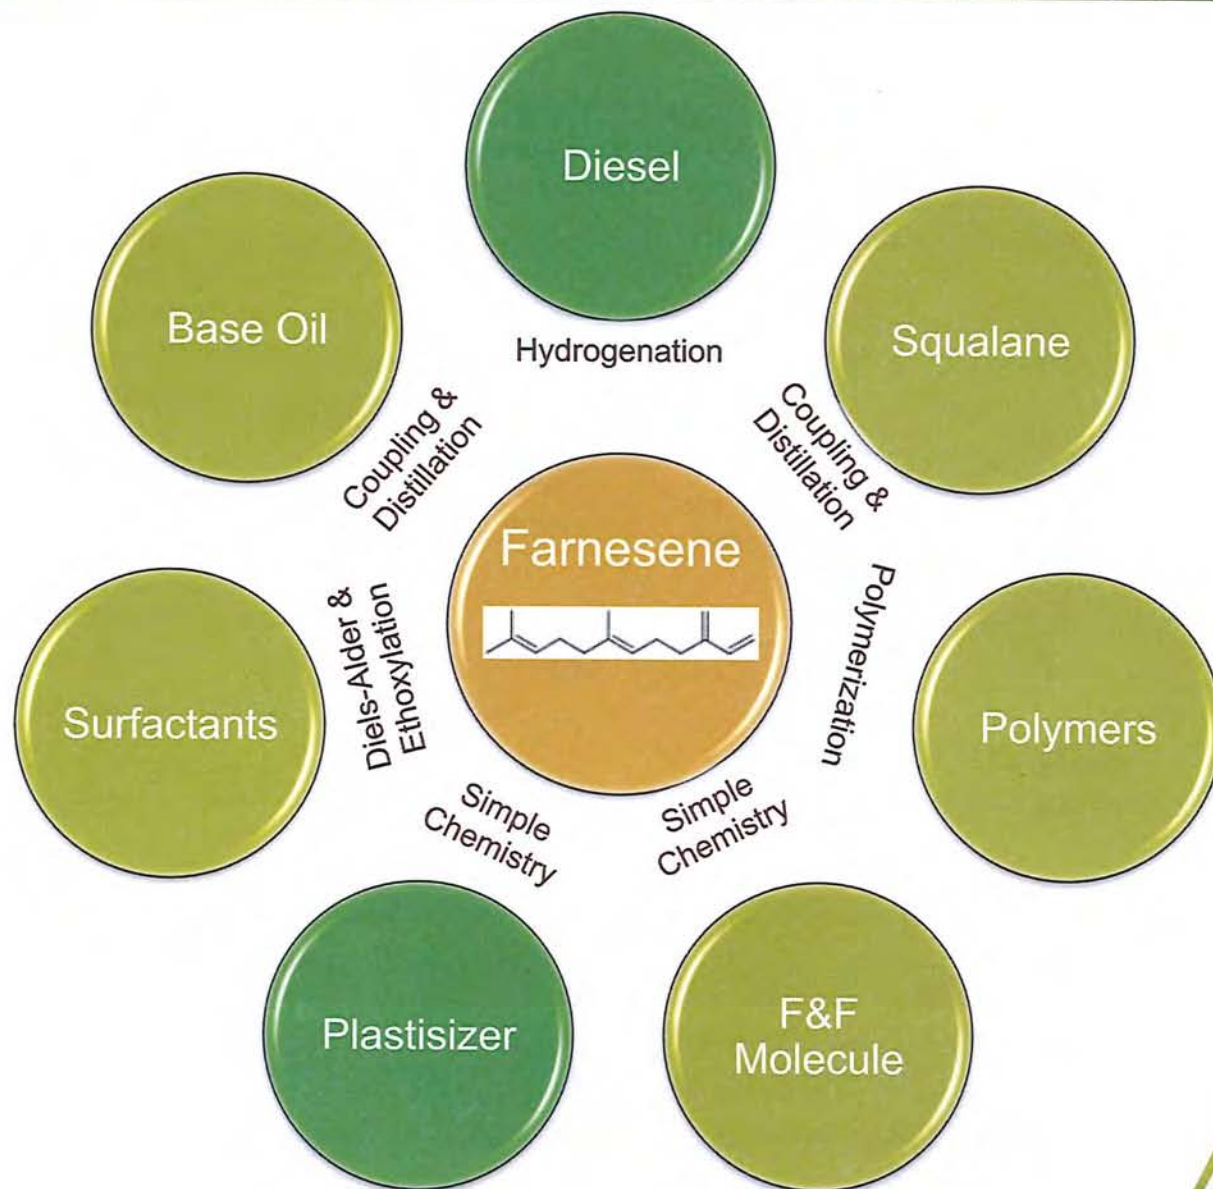 Diesel
Hydrogenation
Base Oil
Coupling &
Distillation
Squalane
Coupling &
Distillation
Farnesene
Surfactants
Diels-Alder &
Ethoxylation
Polymerization
Polymers
Simple
Chemistry
Simple
Chemistry
Plastisizer
F&F
Molecule